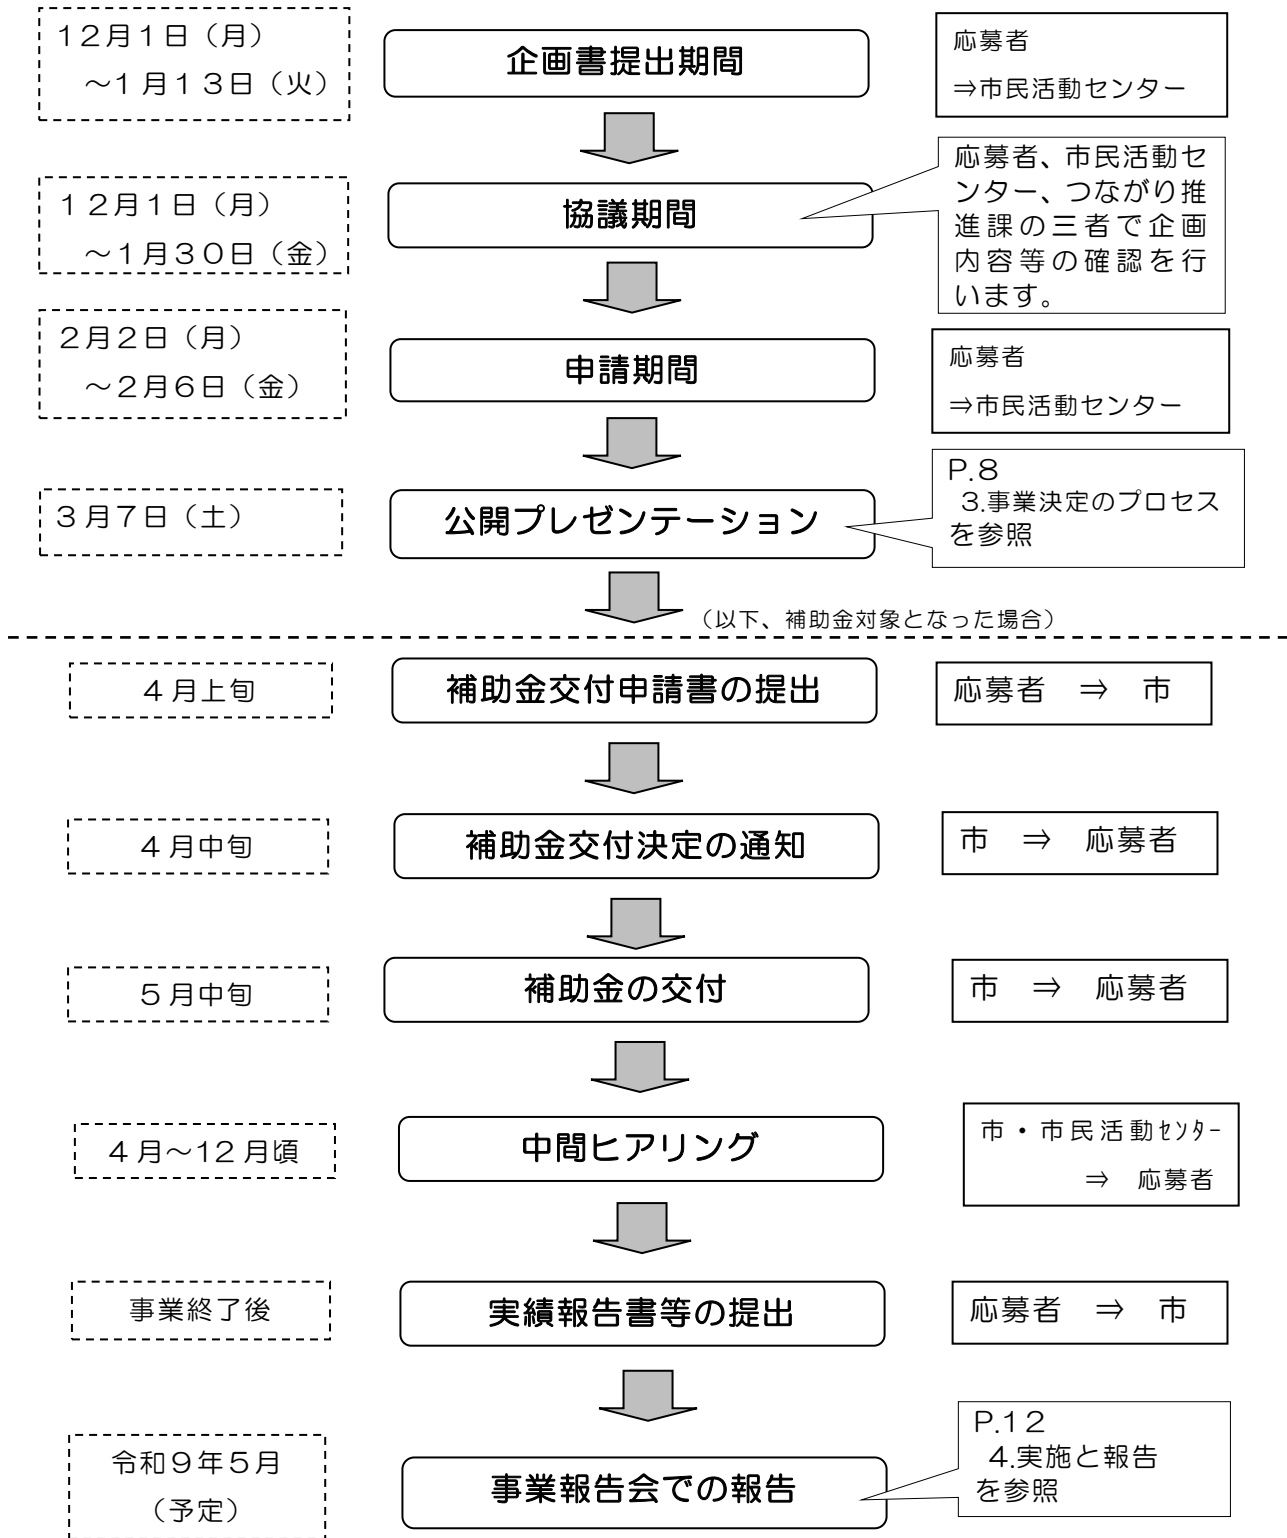 １２月１日（月）
～１月１３日（火）
企画書提出期間
応募者
⇒市民活動センター
１２月１日（月）
～１月３０日（金）
協議期間
応募者、市民活動セ
ンター、つながり推
進課の三者で企画
内容等の確認を行
います。
２月２日（月）
～２月６日（金）
申請期間
応募者
⇒市民活動センター
３月７日（土）
公開プレゼンテーション
P.８
３.事業決定のプロセス
を参照
（以下、補助金対象となった場合）
４月上旬
補助金交付申請書の提出
応募者　⇒　市
４月中旬
補助金交付決定の通知
市　⇒　応募者
５月中旬
補助金の交付
市　⇒　応募者
４月～12月頃
中間ヒアリング
市・市民活動ｾﾝﾀｰ
⇒　応募者
事業終了後
実績報告書等の提出
応募者　⇒　市
令和９年５月
（予定）
事業報告会での報告
P.１２
４.実施と報告
を参照